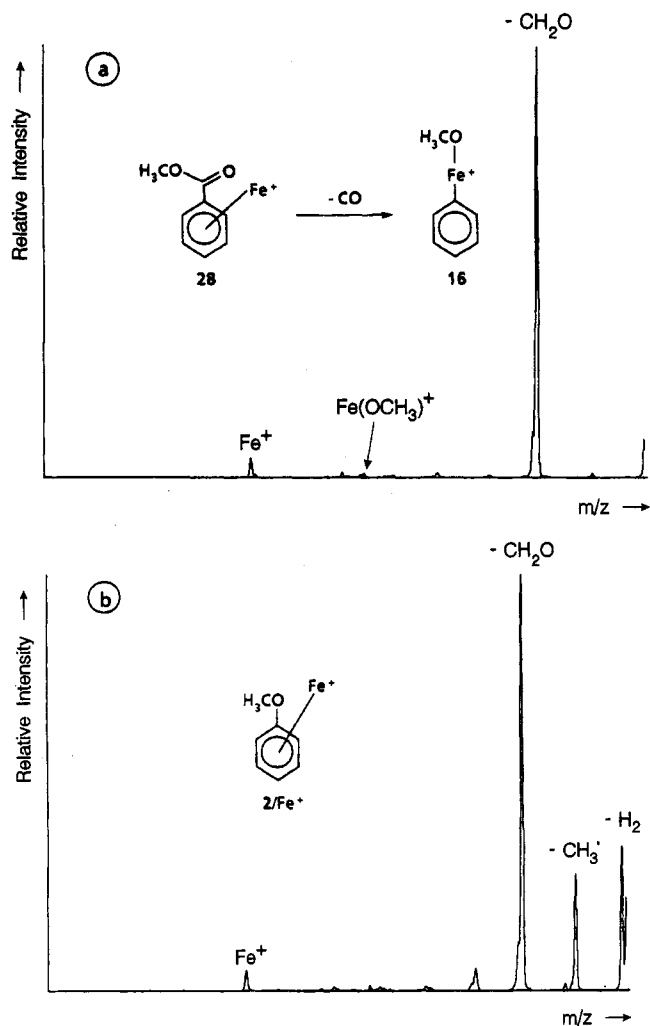 - CH₂O
Relative Intensity →
a
H₃CO O
Fe⁺
- CO
28
H₃CO
Fe⁺
16
Fe⁺
Fe(OCH₃)⁺
m/z →
- CH₂O
Relative Intensity →
b
H₃CO
Fe⁺
2/Fe⁺
- CH₃˙
- H₂
Fe⁺
m/z →